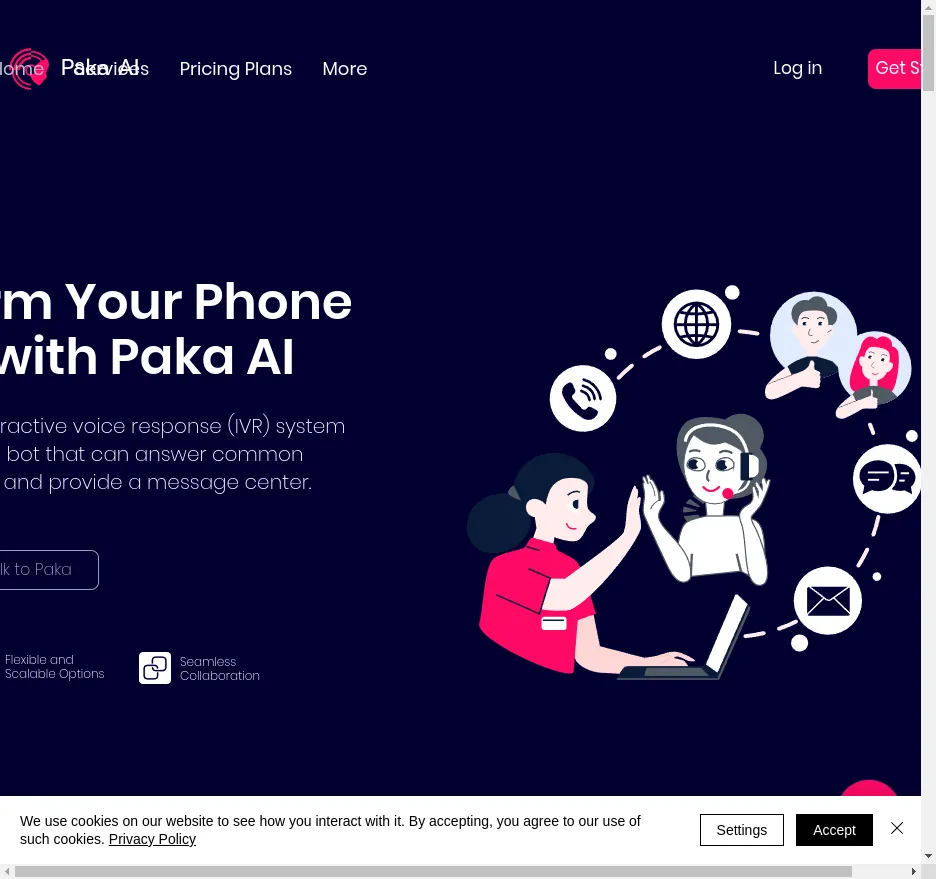 Home Paka AI Services Pricing Plans More Log in Get S
rm Your Phone
with Paka AI
ractive voice response (IVR) system
bot that can answer common
and provide a message center.
lk to Paka
Flexible and
Scalable Options
Seamless
Collaboration
We use cookies on our website to see how you interact with it. By accepting, you agree to our use of
such cookies. Privacy Policy
Settings
Accept